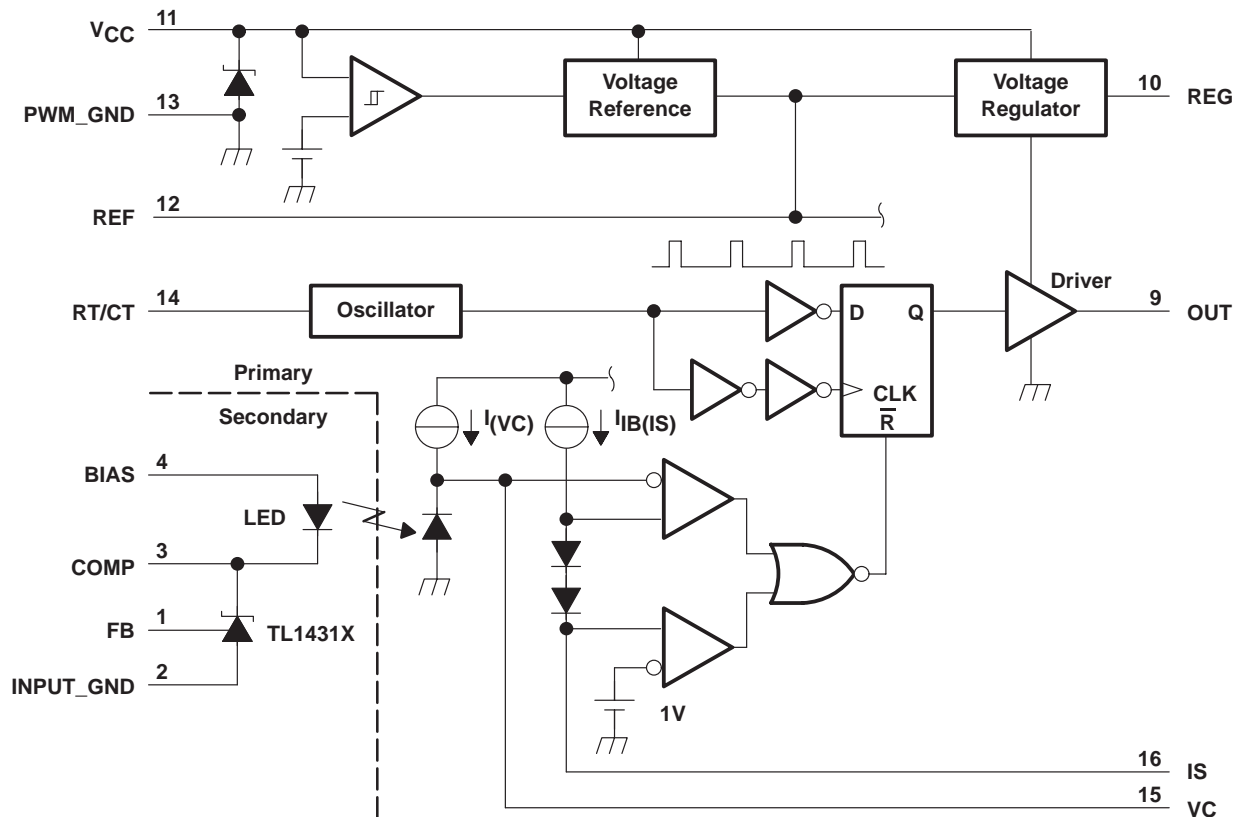 VCC 11
PWM_GND 13
Voltage
Reference
Voltage
Regulator
10 REG
REF 12
RT/CT 14
Oscillator
D Q
CLK
R
Driver
9 OUT
Primary
Secondary
I(VC)
IIB(IS)
BIAS 4
LED
COMP 3
FB 1
TL1431X
INPUT_GND 2
1V
16 IS
15 VC